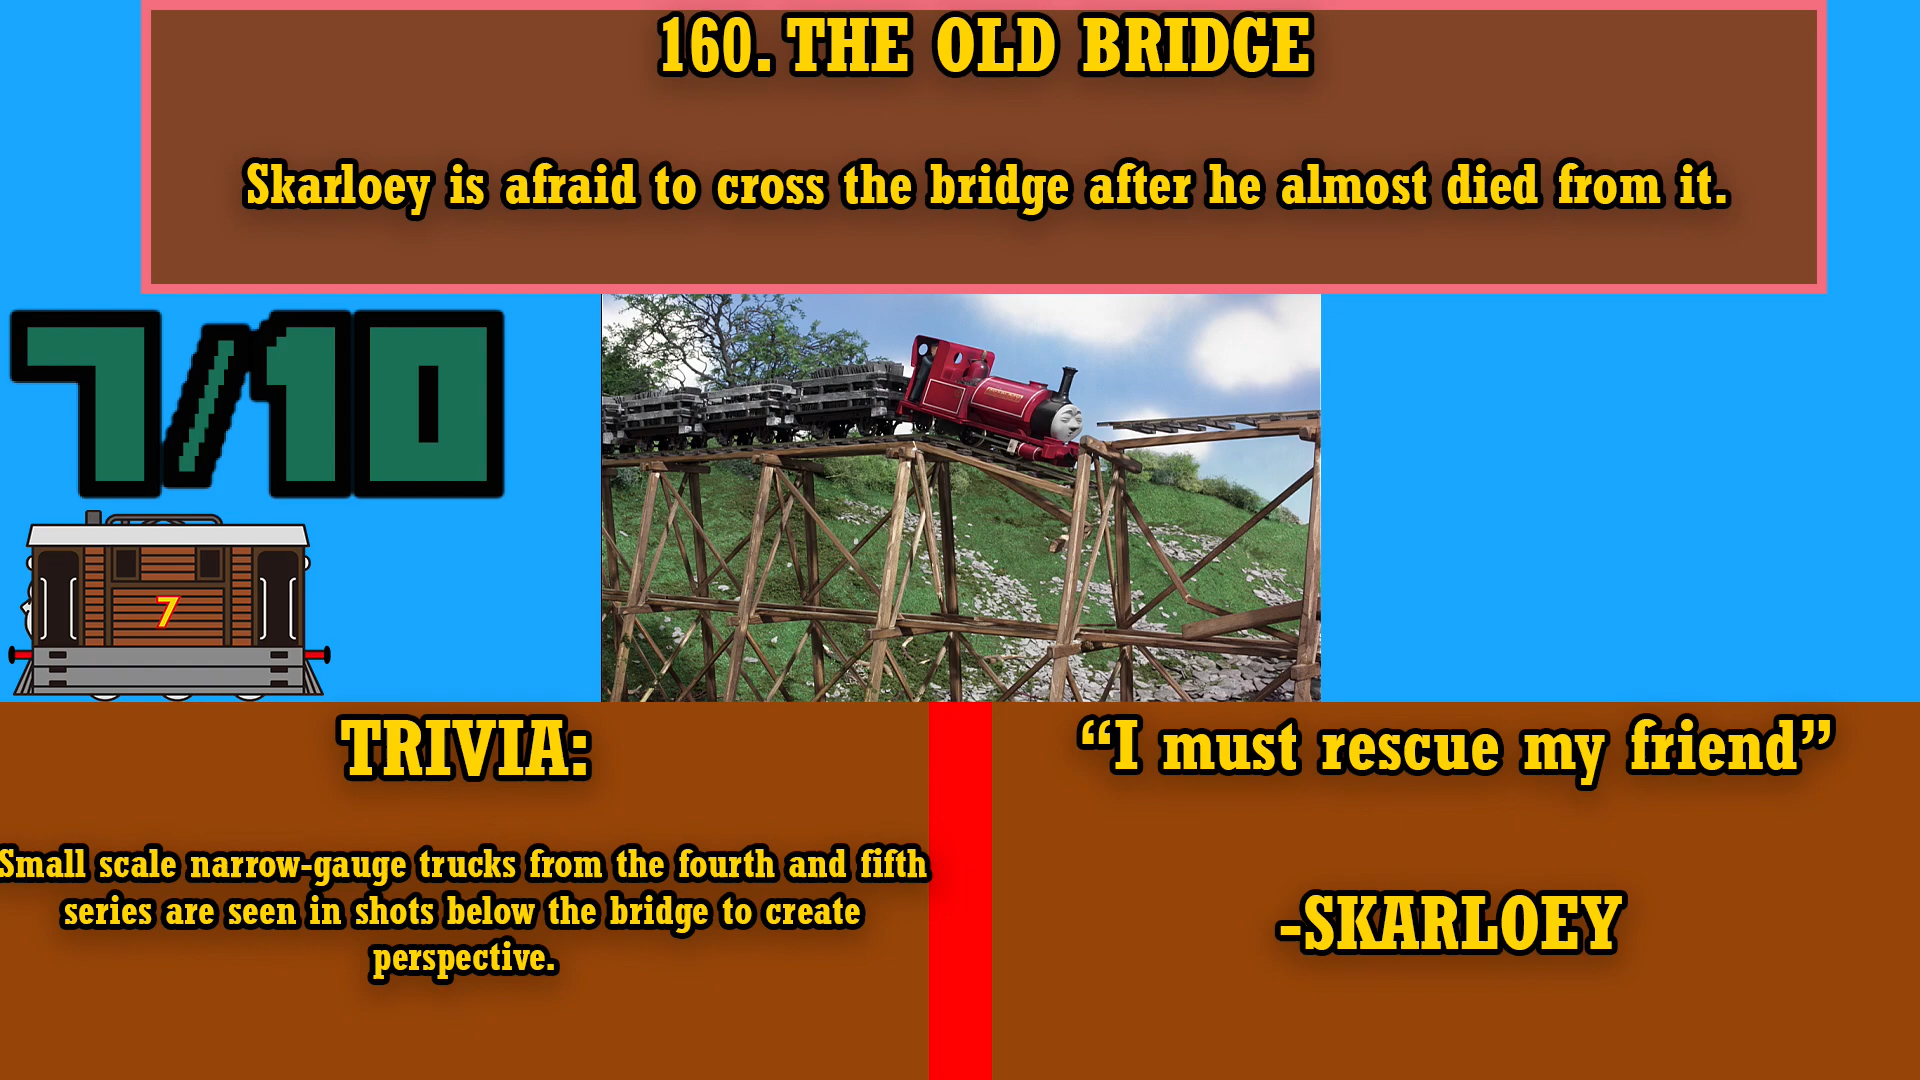 160. THE OLD BRIDGE
Skarloey is afraid to cross the bridge after he almost died from it.
7/10
7
TRIVIA:
Small scale narrow-gauge trucks from the fourth and fifth
series are seen in shots below the bridge to create
perspective.
“I must rescue my friend”
-SKARLOEY